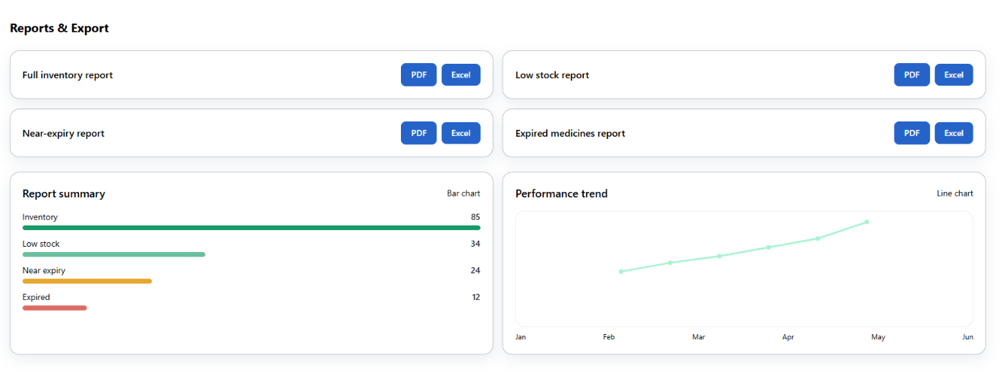 Reports & Export
Full inventory report PDF Excel
Low stock report PDF Excel
Near-expiry report PDF Excel
Expired medicines report PDF Excel
Report summary Bar chart
Inventory 85
Low stock 34
Near expiry 24
Expired 12
Performance trend Line chart
Jan Feb Mar Apr May Jun